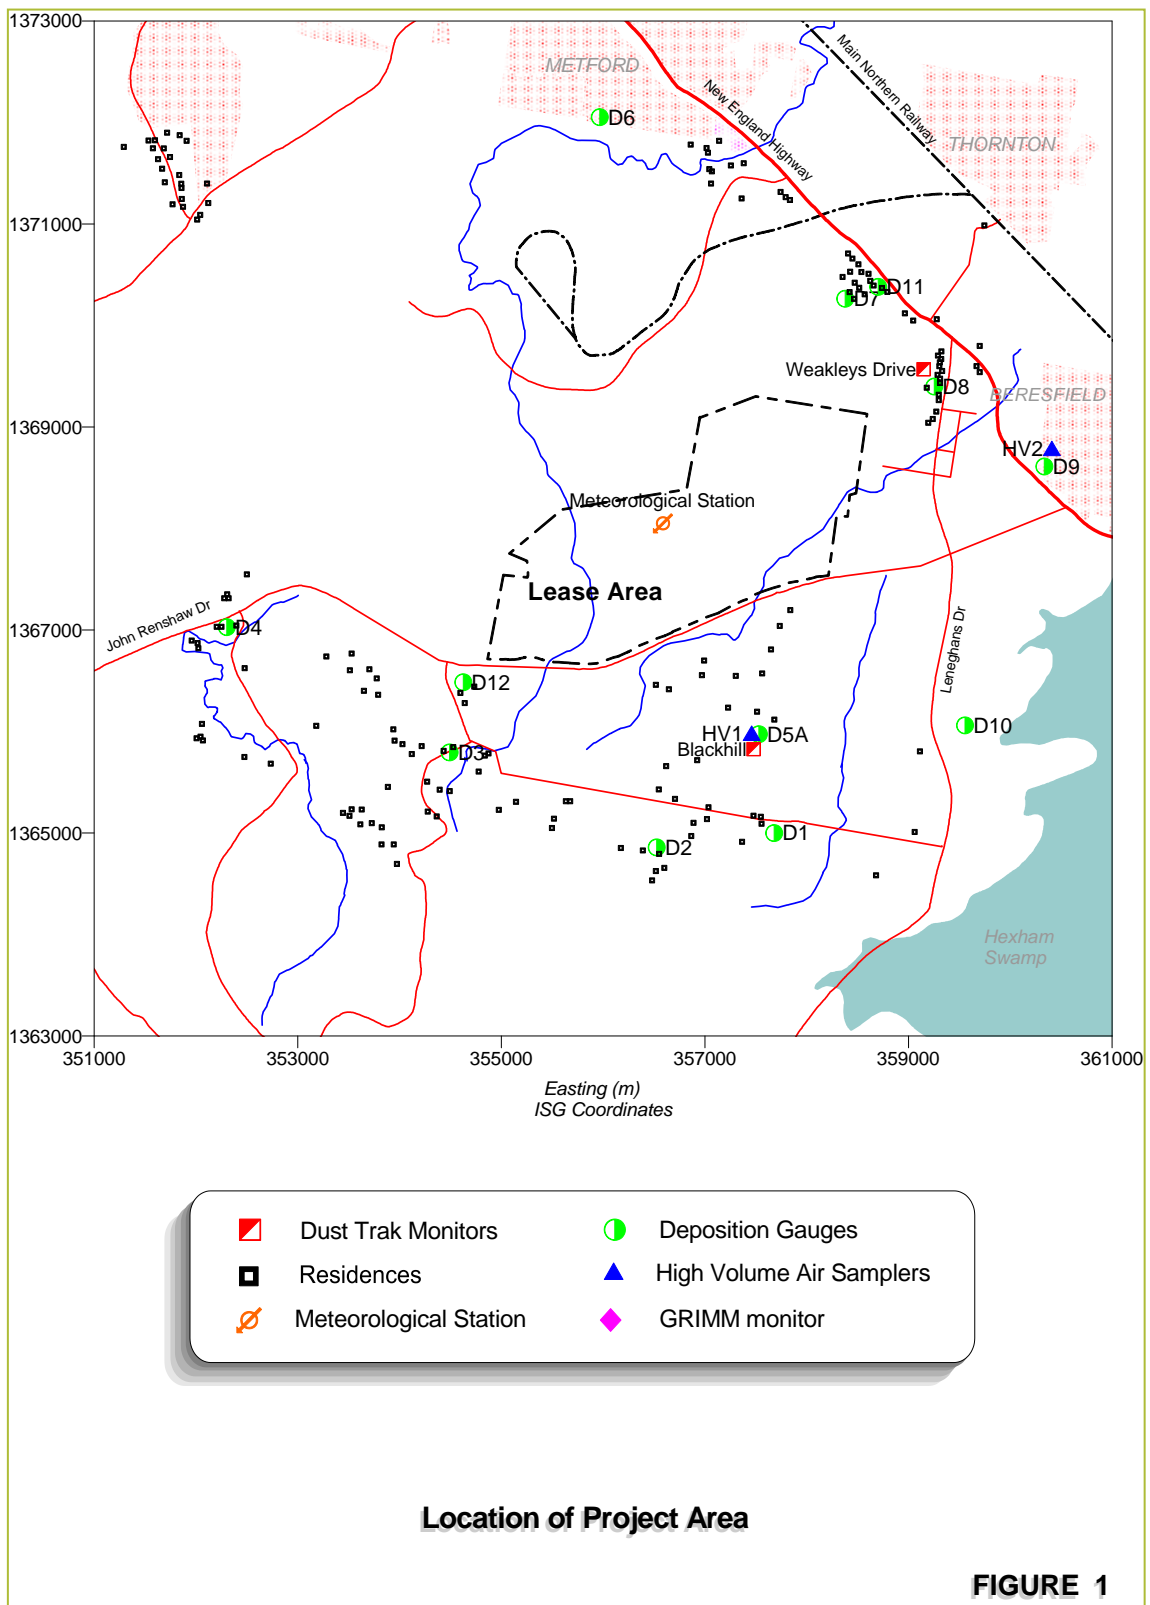 1373000
METFORD
Main Northern Railway
New England Highway
D6
THORNTON
1371000
D11
D7
Weakleys Drive
D8
BERESFIELD
1369000
HV2
D9
Meteorological Station
Lease Area
John Renshaw Dr
1367000
D4
Leneghans Dr
D12
D10
HV1
D5A
Blackhill
D3
1365000
D1
D2
Hexham
Swamp
1363000
351000 353000 355000 357000 359000 361000
Easting (m)
ISG Coordinates
Dust Trak Monitors
Deposition Gauges
Residences
High Volume Air Samplers
Meteorological Station
GRIMM monitor
Location of Project Area
FIGURE 1